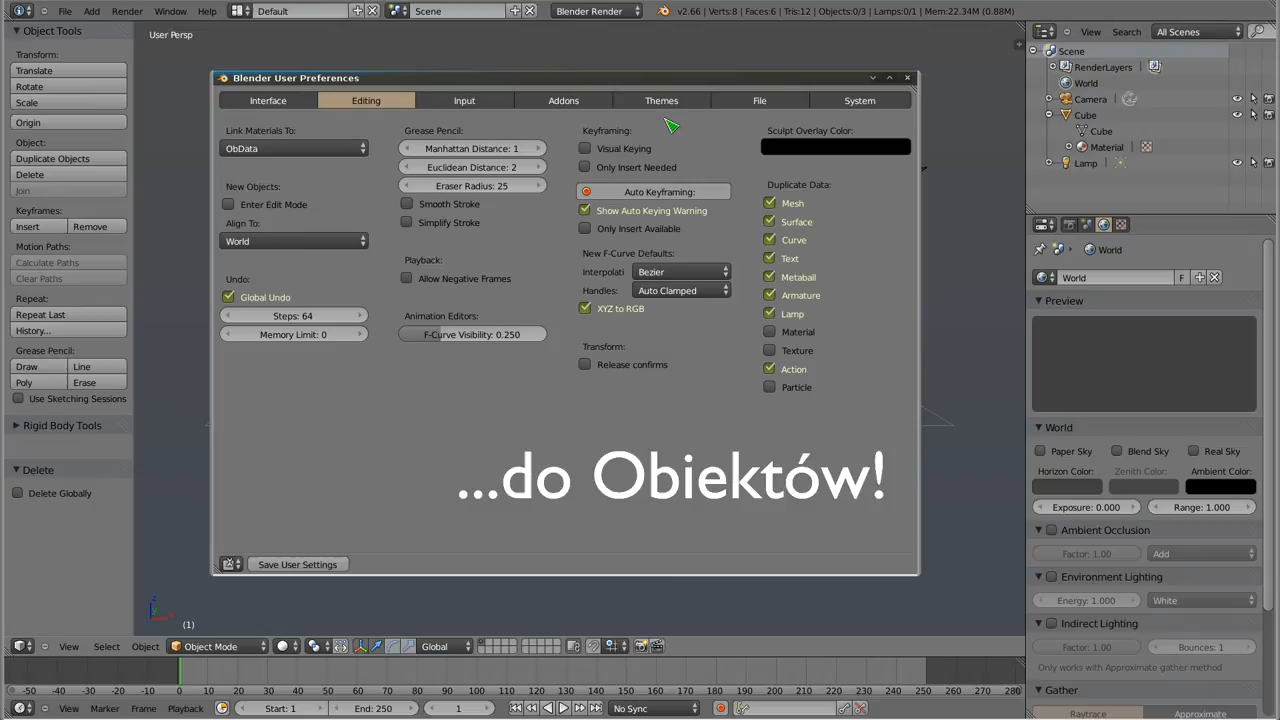 File Add Render Window Help Default Scene Blender Render v2.66 | Verts:8 | Faces:6 | Tris:12 | Objects:0/3 | Lamps:0/1 | Mem:22.34M (0.88M)
Object Tools
Transform:
Translate
Rotate
Scale
Origin
Object:
Duplicate Objects
Delete
Join
Keyframes:
Insert Remove
Motion Paths:
Calculate Paths
Clear Paths
Repeat:
Repeat Last
History...
Grease Pencil:
Draw Line
Poly Erase
Use Sketching Sessions
Rigid Body Tools
Delete
Delete Globally
User Persp
Blender User Preferences
Interface Editing Input Addons Themes File System
Link Materials To:
ObData
New Objects:
Enter Edit Mode
Align To:
World
Undo:
Global Undo
Steps: 64
Memory Limit: 0
Grease Pencil:
Manhattan Distance: 1
Euclidean Distance: 2
Eraser Radius: 25
Smooth Stroke
Simplify Stroke
Playback:
Allow Negative Frames
Animation Editors:
F-Curve Visibility: 0.250
Keyframing:
Visual Keying
Only Insert Needed
Auto Keyframing:
Show Auto Keying Warning
Only Insert Available
New F-Curve Defaults:
Interpolati Bezier
Handles: Auto Clamped
XYZ to RGB
Transform:
Release confirms
Sculpt Overlay Color:
Duplicate Data:
Mesh
Surface
Curve
Text
Metaball
Armature
Lamp
Material
Texture
Action
Particle
...do Obiektów!
Save User Settings
z
y
x
(1)
View Select Object Object Mode Global
View Search All Scenes
Scene
RenderLayers
World
Camera
Cube
Cube
Material
Lamp
World
World F
Preview
World
Paper Sky Blend Sky Real Sky
Horizon Color: Zenith Color: Ambient Color:
Exposure: 0.000 Range: 1.000
Ambient Occlusion
Factor: 1.00 Add
Environment Lighting
Energy: 1.000 White
Indirect Lighting
Factor: 1.00 Bounces: 1
Only works with Approximate gather method
Gather
Raytrace Approximate
-50 -40 -30 -20 -10 0 10 20 30 40 50 60 70 80 90 100 110 120 130 140 150 160 170 180 190 200 210 220 230 240 250 260 270 280
View Marker Frame Playback Start: 1 End: 250 1 No Sync